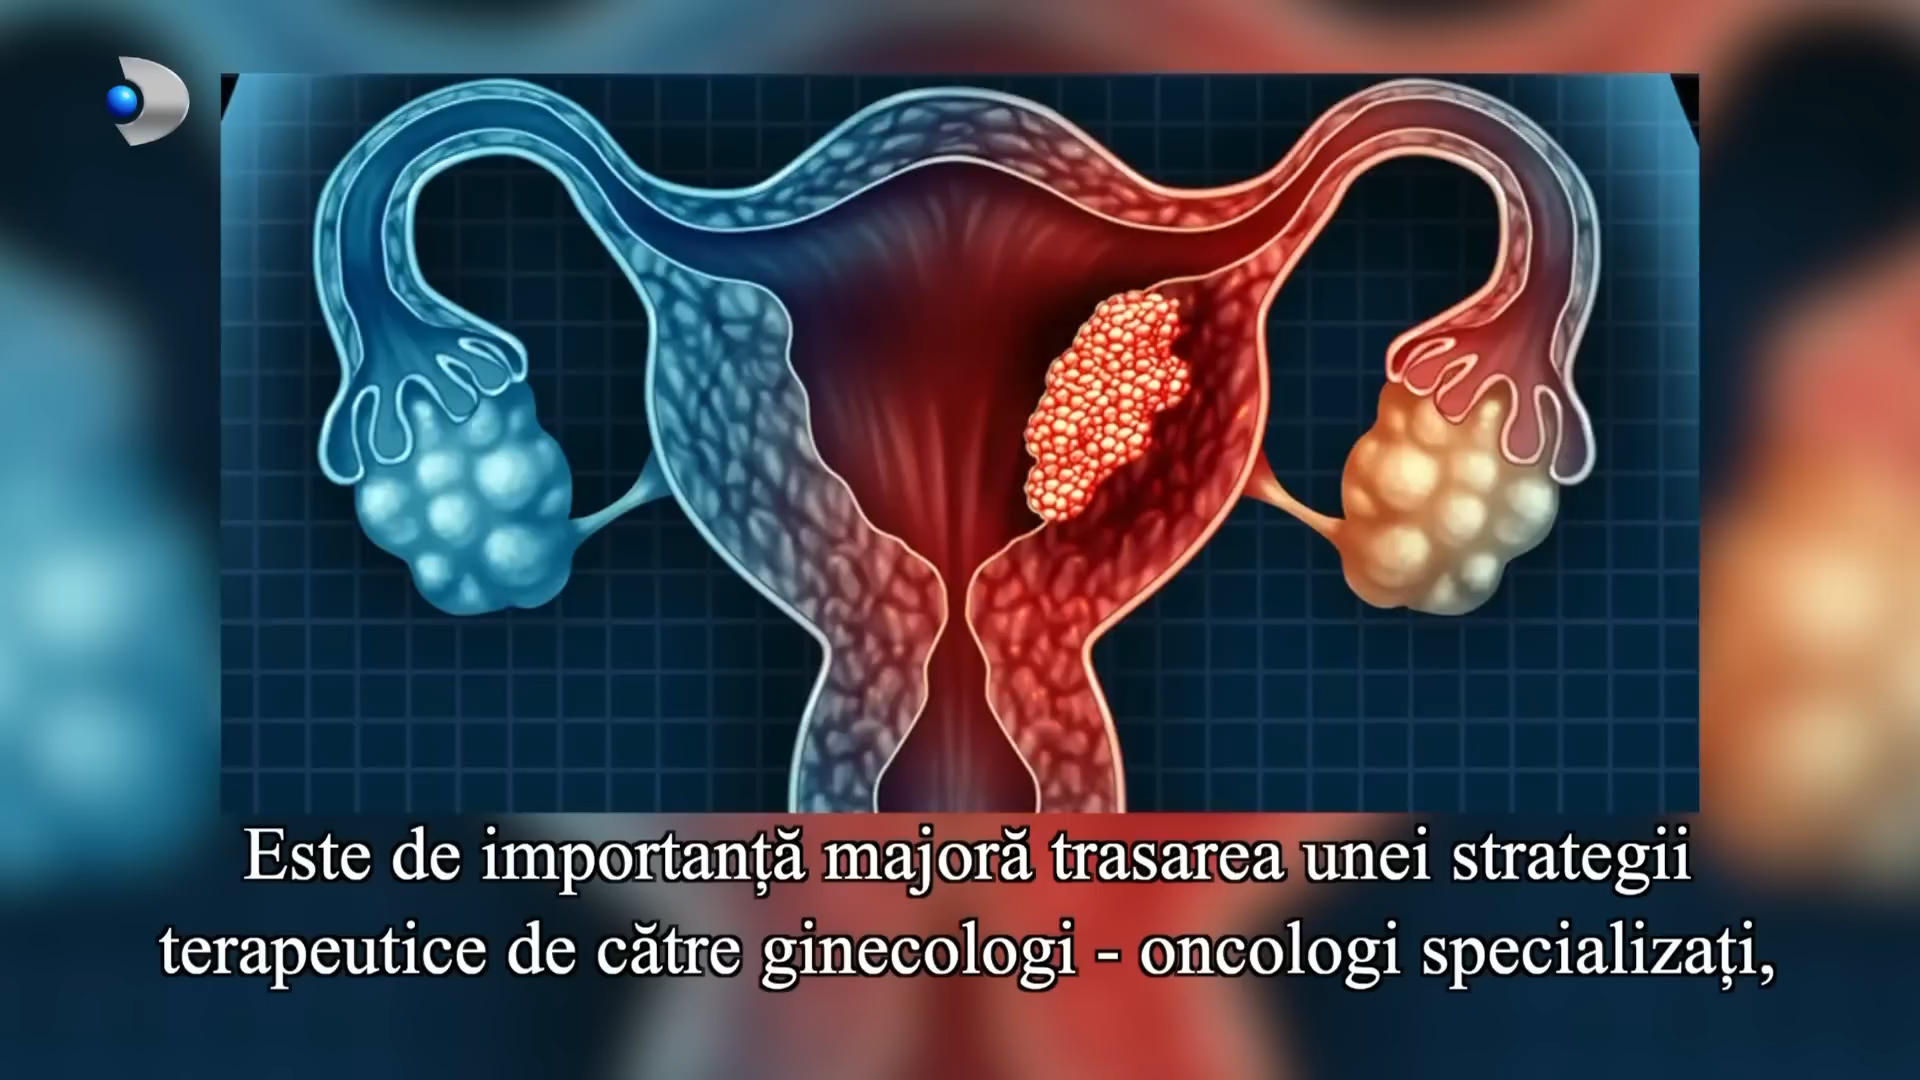 Este de importanță majoră trasarea unei strategii
terapeutice de către ginecologi - oncologi specializați,